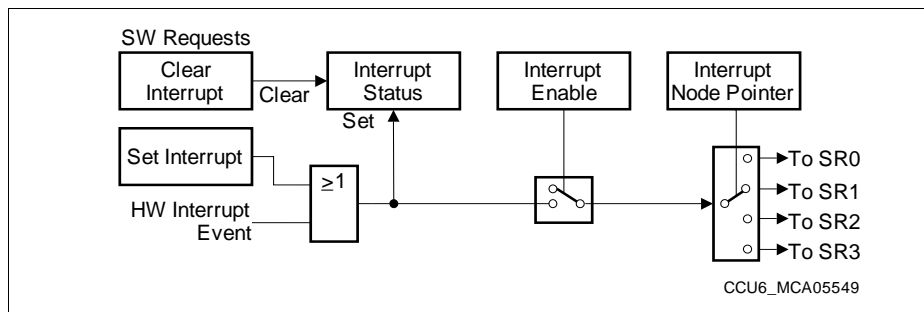 SW Requests
Clear
Interrupt
Clear
Interrupt
Status
Set
Interrupt
Enable
Interrupt
Node Pointer
Set Interrupt
≥1
HW Interrupt
Event
To SR0
To SR1
To SR2
To SR3
CCU6_MCA05549